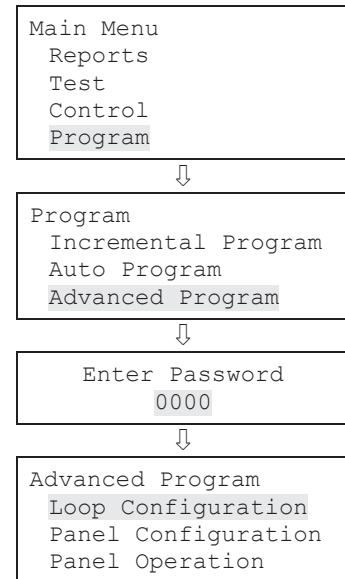 Main Menu
Reports
Test
Control
Program
⇩
Program
Incremental Program
Auto Program
Advanced Program
⇩
Enter Password
0000
⇩
Advanced Program
Loop Configuration
Panel Configuration
Panel Operation